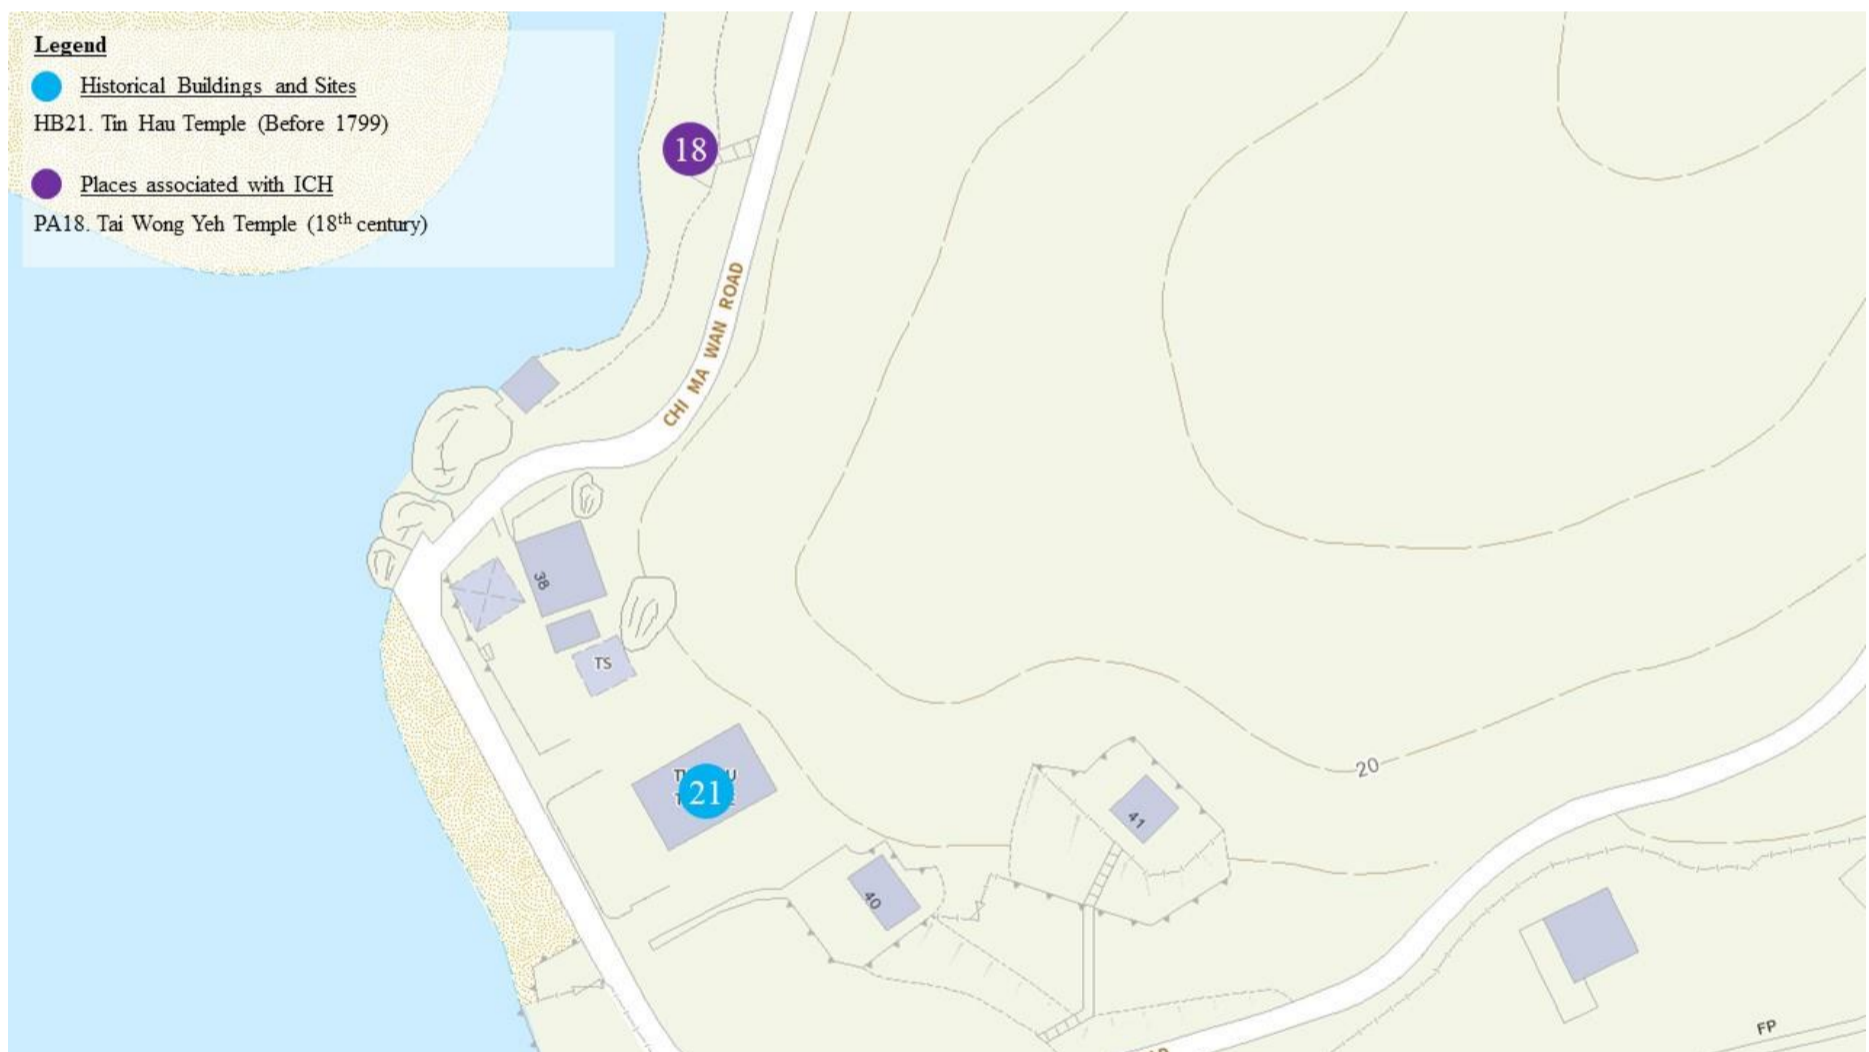 Legend
Historical Buildings and Sites
HB21. Tin Hau Temple (Before 1799)
Places associated with ICH
PA18. Tai Wong Yeh Temple (18th century)
18
CHI MA WAN ROAD
38
TS
21
20
41
40
FP